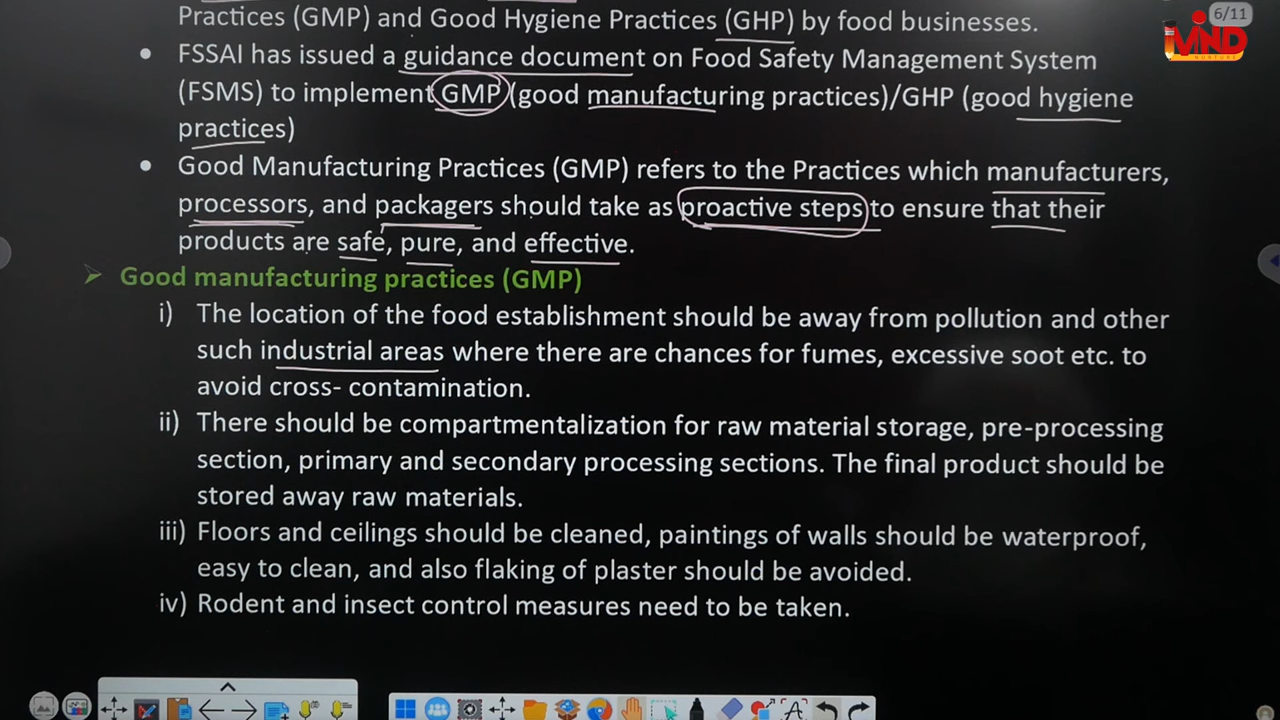 6/11
MIND
NURTURE
Practices (GMP) and Good Hygiene Practices (GHP) by food businesses.
• FSSAI has issued a guidance document on Food Safety Management System
(FSMS) to implement GMP (good manufacturing practices)/GHP (good hygiene
practices)
• Good Manufacturing Practices (GMP) refers to the Practices which manufacturers,
processors, and packagers should take as proactive steps to ensure that their
products are safe, pure, and effective.
➢ Good manufacturing practices (GMP)
i) The location of the food establishment should be away from pollution and other
such industrial areas where there are chances for fumes, excessive soot etc. to
avoid cross- contamination.
ii) There should be compartmentalization for raw material storage, pre-processing
section, primary and secondary processing sections. The final product should be
stored away raw materials.
iii) Floors and ceilings should be cleaned, paintings of walls should be waterproof,
easy to clean, and also flaking of plaster should be avoided.
iv) Rodent and insect control measures need to be taken.